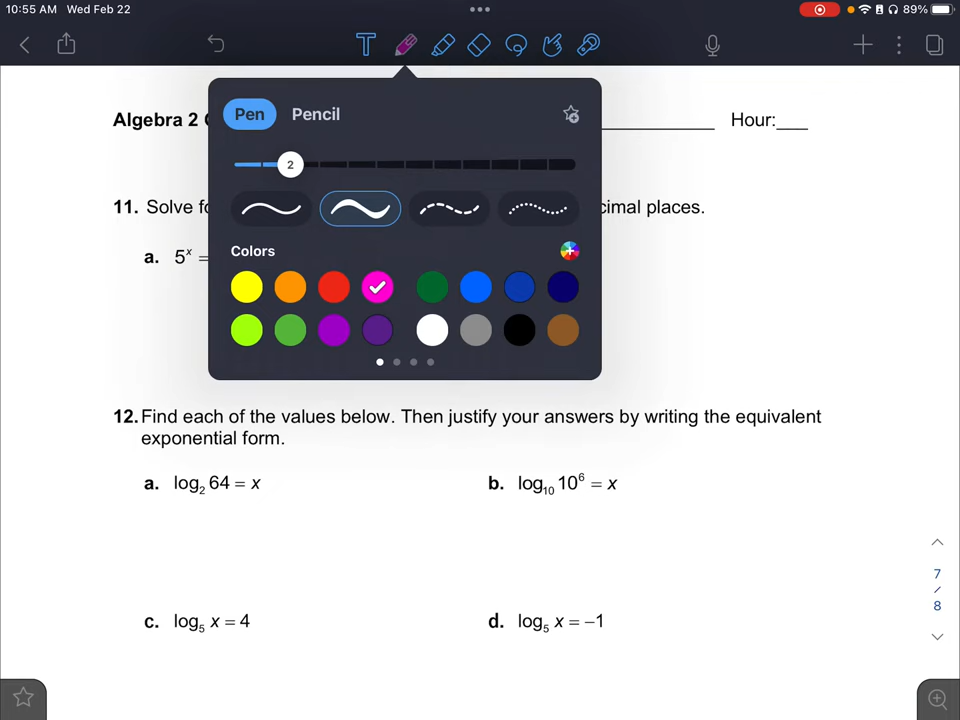 10:55 AM Wed Feb 22
89%
T
Pen Pencil
Algebra 2 Hour:___
2
11. Solve cimal places.
Colors
a. 5ˣ =
12. Find each of the values below. Then justify your answers by writing the equivalent
exponential form.
a. log₂ 64 = x
b. log₁₀ 10⁶ = x
c. log₅ x = 4
d. log₅ x = −1
7
/
8